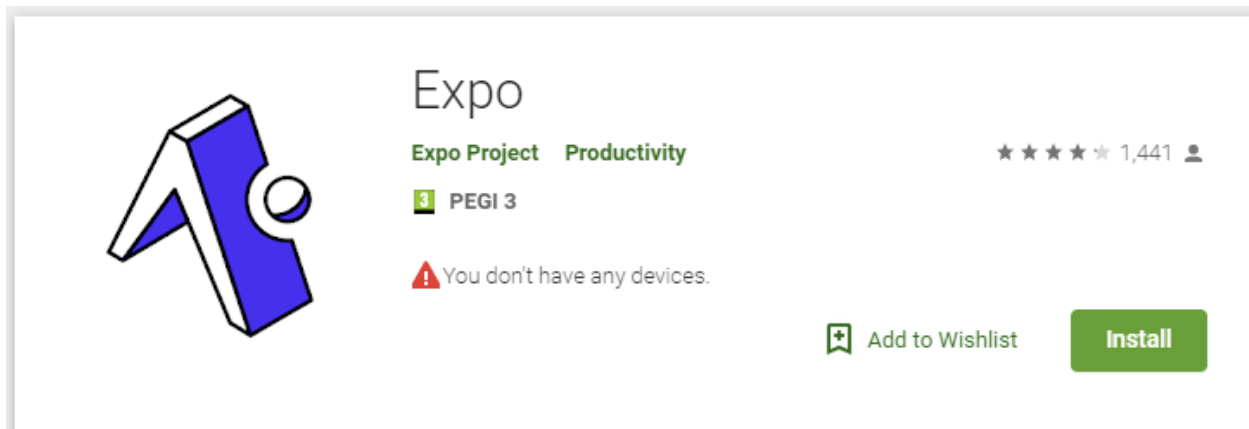 Expo
Expo Project Productivity 1,441
3 PEGI 3
You don't have any devices.
Add to Wishlist Install